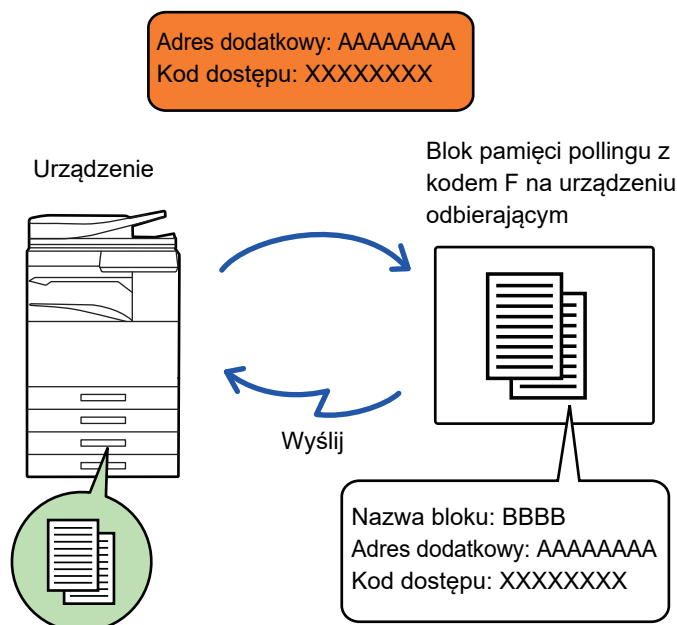 Adres dodatkowy: AAAAAAAA
Kod dostępu: XXXXXXXX
Urządzenie
Blok pamięci pollingu z
kodem F na urządzeniu
odbierającym
Wyślij
Nazwa bloku: BBBB
Adres dodatkowy: AAAAAAAA
Kod dostępu: XXXXXXXX